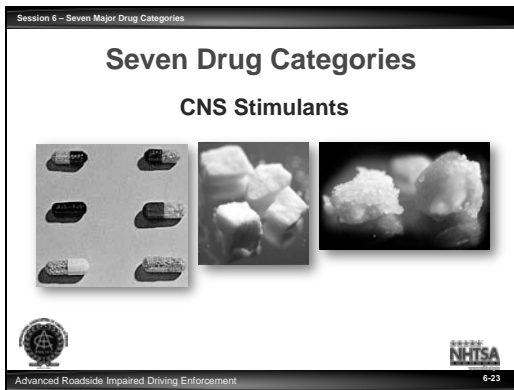 Session 6 – Seven Major Drug Categories
Seven Drug Categories
CNS Stimulants
NHTSA
Advanced Roadside Impaired Driving Enforcement
6-23